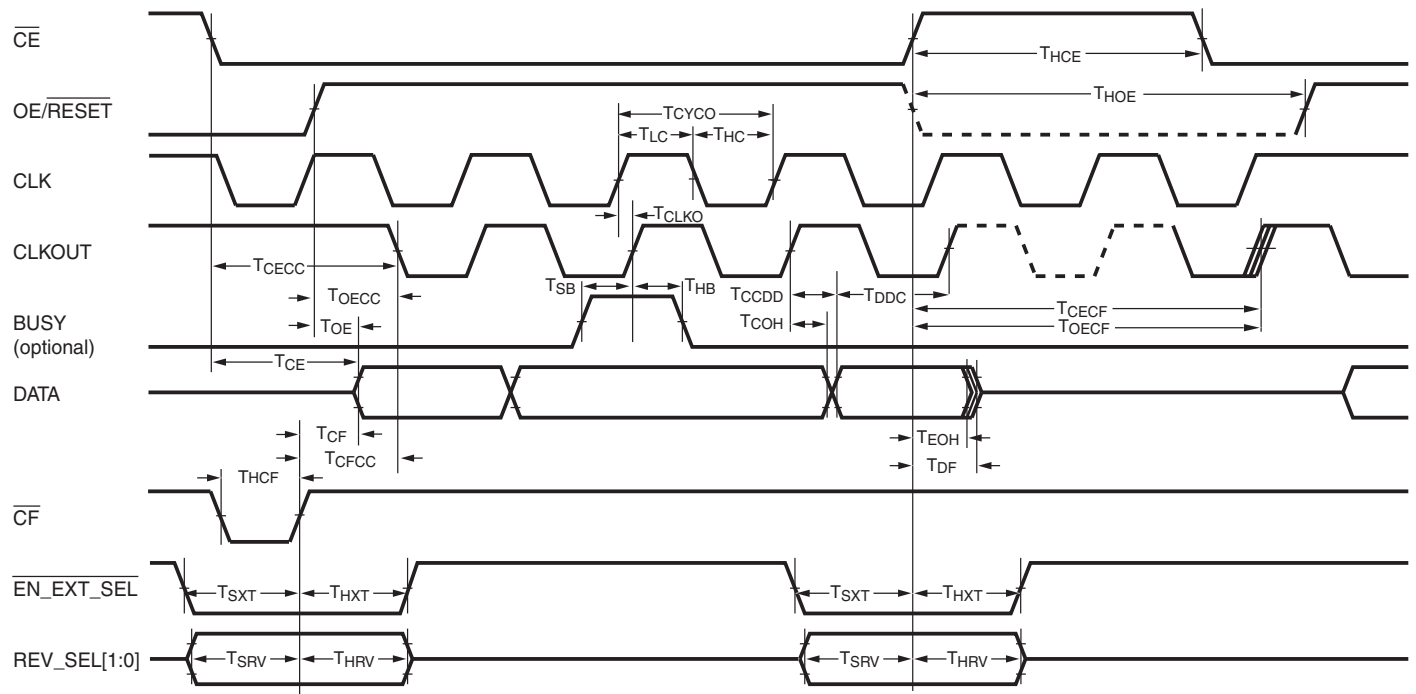 CE
THCE
OE/RESET
THOE
TCYCO
TLC THC
CLK
TCLKO
CLKOUT
TCECC
TSB THB TCCDD TDDC
TOECC
TCECF
TCOH
TOECF
TOE
BUSY
(optional)
TCE
DATA
TCF
TEOH
TCFCC
TDF
THCF
CF
EN_EXT_SEL
TSXT THXT TSXT THXT
REV_SEL[1:0]
TSRV THRV TSRV THRV